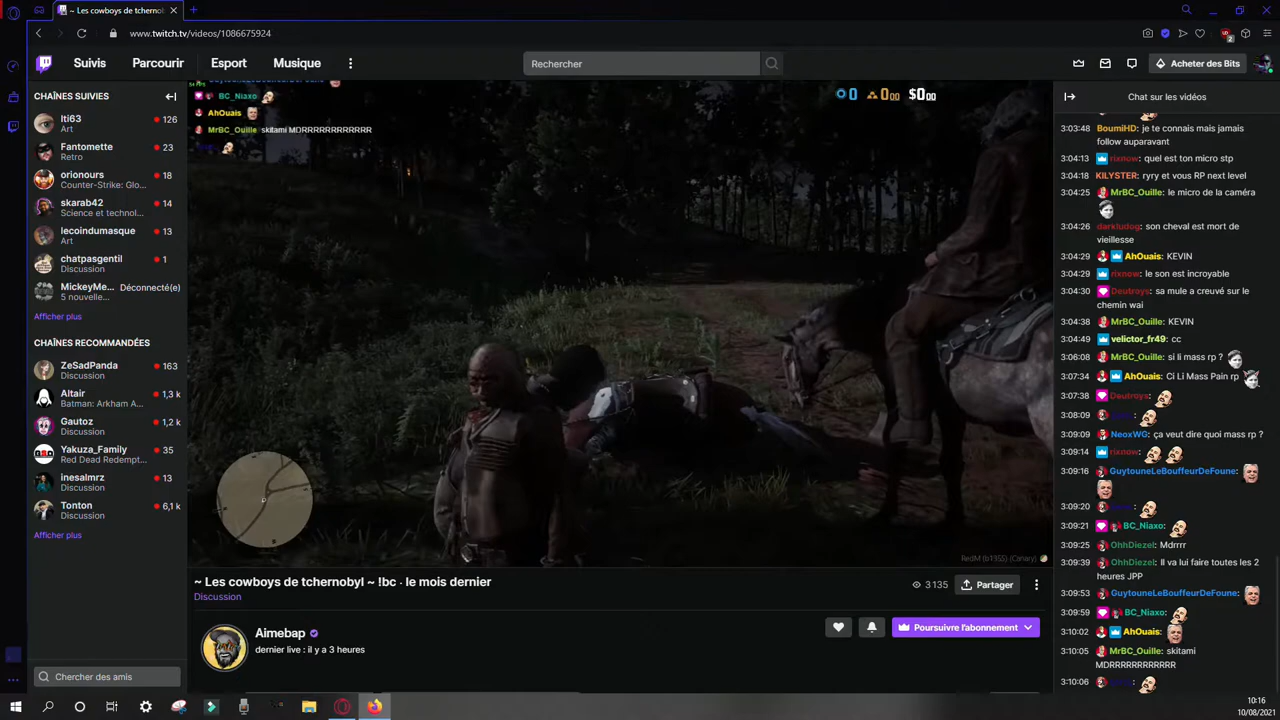 ~ Les cowboys de tchernobyl
www.twitch.tv/videos/1086675924
Suivis
Parcourir
Esport
Musique
Rechercher
Acheter des Bits
CHAÎNES SUIVIES
lti63
Art
126
Fantomette
Retro
23
orionours
Counter-Strike: Glo...
18
skarab42
Science et technol...
14
lecoindumasque
Art
13
chatpasgentil
Discussion
1
MickeyMe...
5 nouvelle...
Déconnecté(e)
Afficher plus
CHAÎNES RECOMMANDÉES
ZeSadPanda
Discussion
163
Altair
Batman: Arkham A...
1,3 k
Gautoz
Discussion
1,2 k
Yakuza_Family
Red Dead Redempt...
35
inesalmrz
Discussion
13
Tonton
Discussion
6,1 k
Afficher plus
Chercher des amis
BC_Niaxo
AhOuais
MrBC_Ouille skitami MDRRRRRRRRRRRR
0
000
$000
RedM (b1355) (Canary)
~ Les cowboys de tchernobyl ~ !bc · le mois dernier
Discussion
3 135
Partager
Aimebap
dernier live : il y a 3 heures
Poursuivre l'abonnement
Chat sur les vidéos
3:03:48 BoumiHD: je te connais mais jamais
follow auparavant
3:04:13 rixnow: quel est ton micro stp
3:04:18 KILYSTER: ryry et vous RP next level
3:04:25 MrBC_Ouille: le micro de la caméra
3:04:26 darkludog: son cheval est mort de
vieillesse
3:04:29 AhOuais: KEVIN
3:04:29 rixnow: le son est incroyable
3:04:30 Deutroys: sa mule a creuvé sur le
chemin wai
3:04:38 MrBC_Ouille: KEVIN
3:04:49 velictor_fr49: cc
3:06:08 MrBC_Ouille: si li mass rp ?
3:07:34 AhOuais: Ci Li Mass Pain rp
3:07:38 Deutroys:
3:08:09
3:09:09 NeoxWG: ça veut dire quoi mass rp ?
3:09:14 rixnow:
3:09:16 GuytouneLeBouffeurDeFoune:
3:09:20
3:09:21 BC_Niaxo:
3:09:25 OhhDiezel: Mdrrr
3:09:39 OhhDiezel: Il va lui faire toutes les 2
heures JPP
3:09:53 GuytouneLeBouffeurDeFoune:
3:09:59 BC_Niaxo:
3:10:02 AhOuais:
3:10:05 MrBC_Ouille: skitami
MDRRRRRRRRRRRR
3:10:06
10:16
10/08/2021